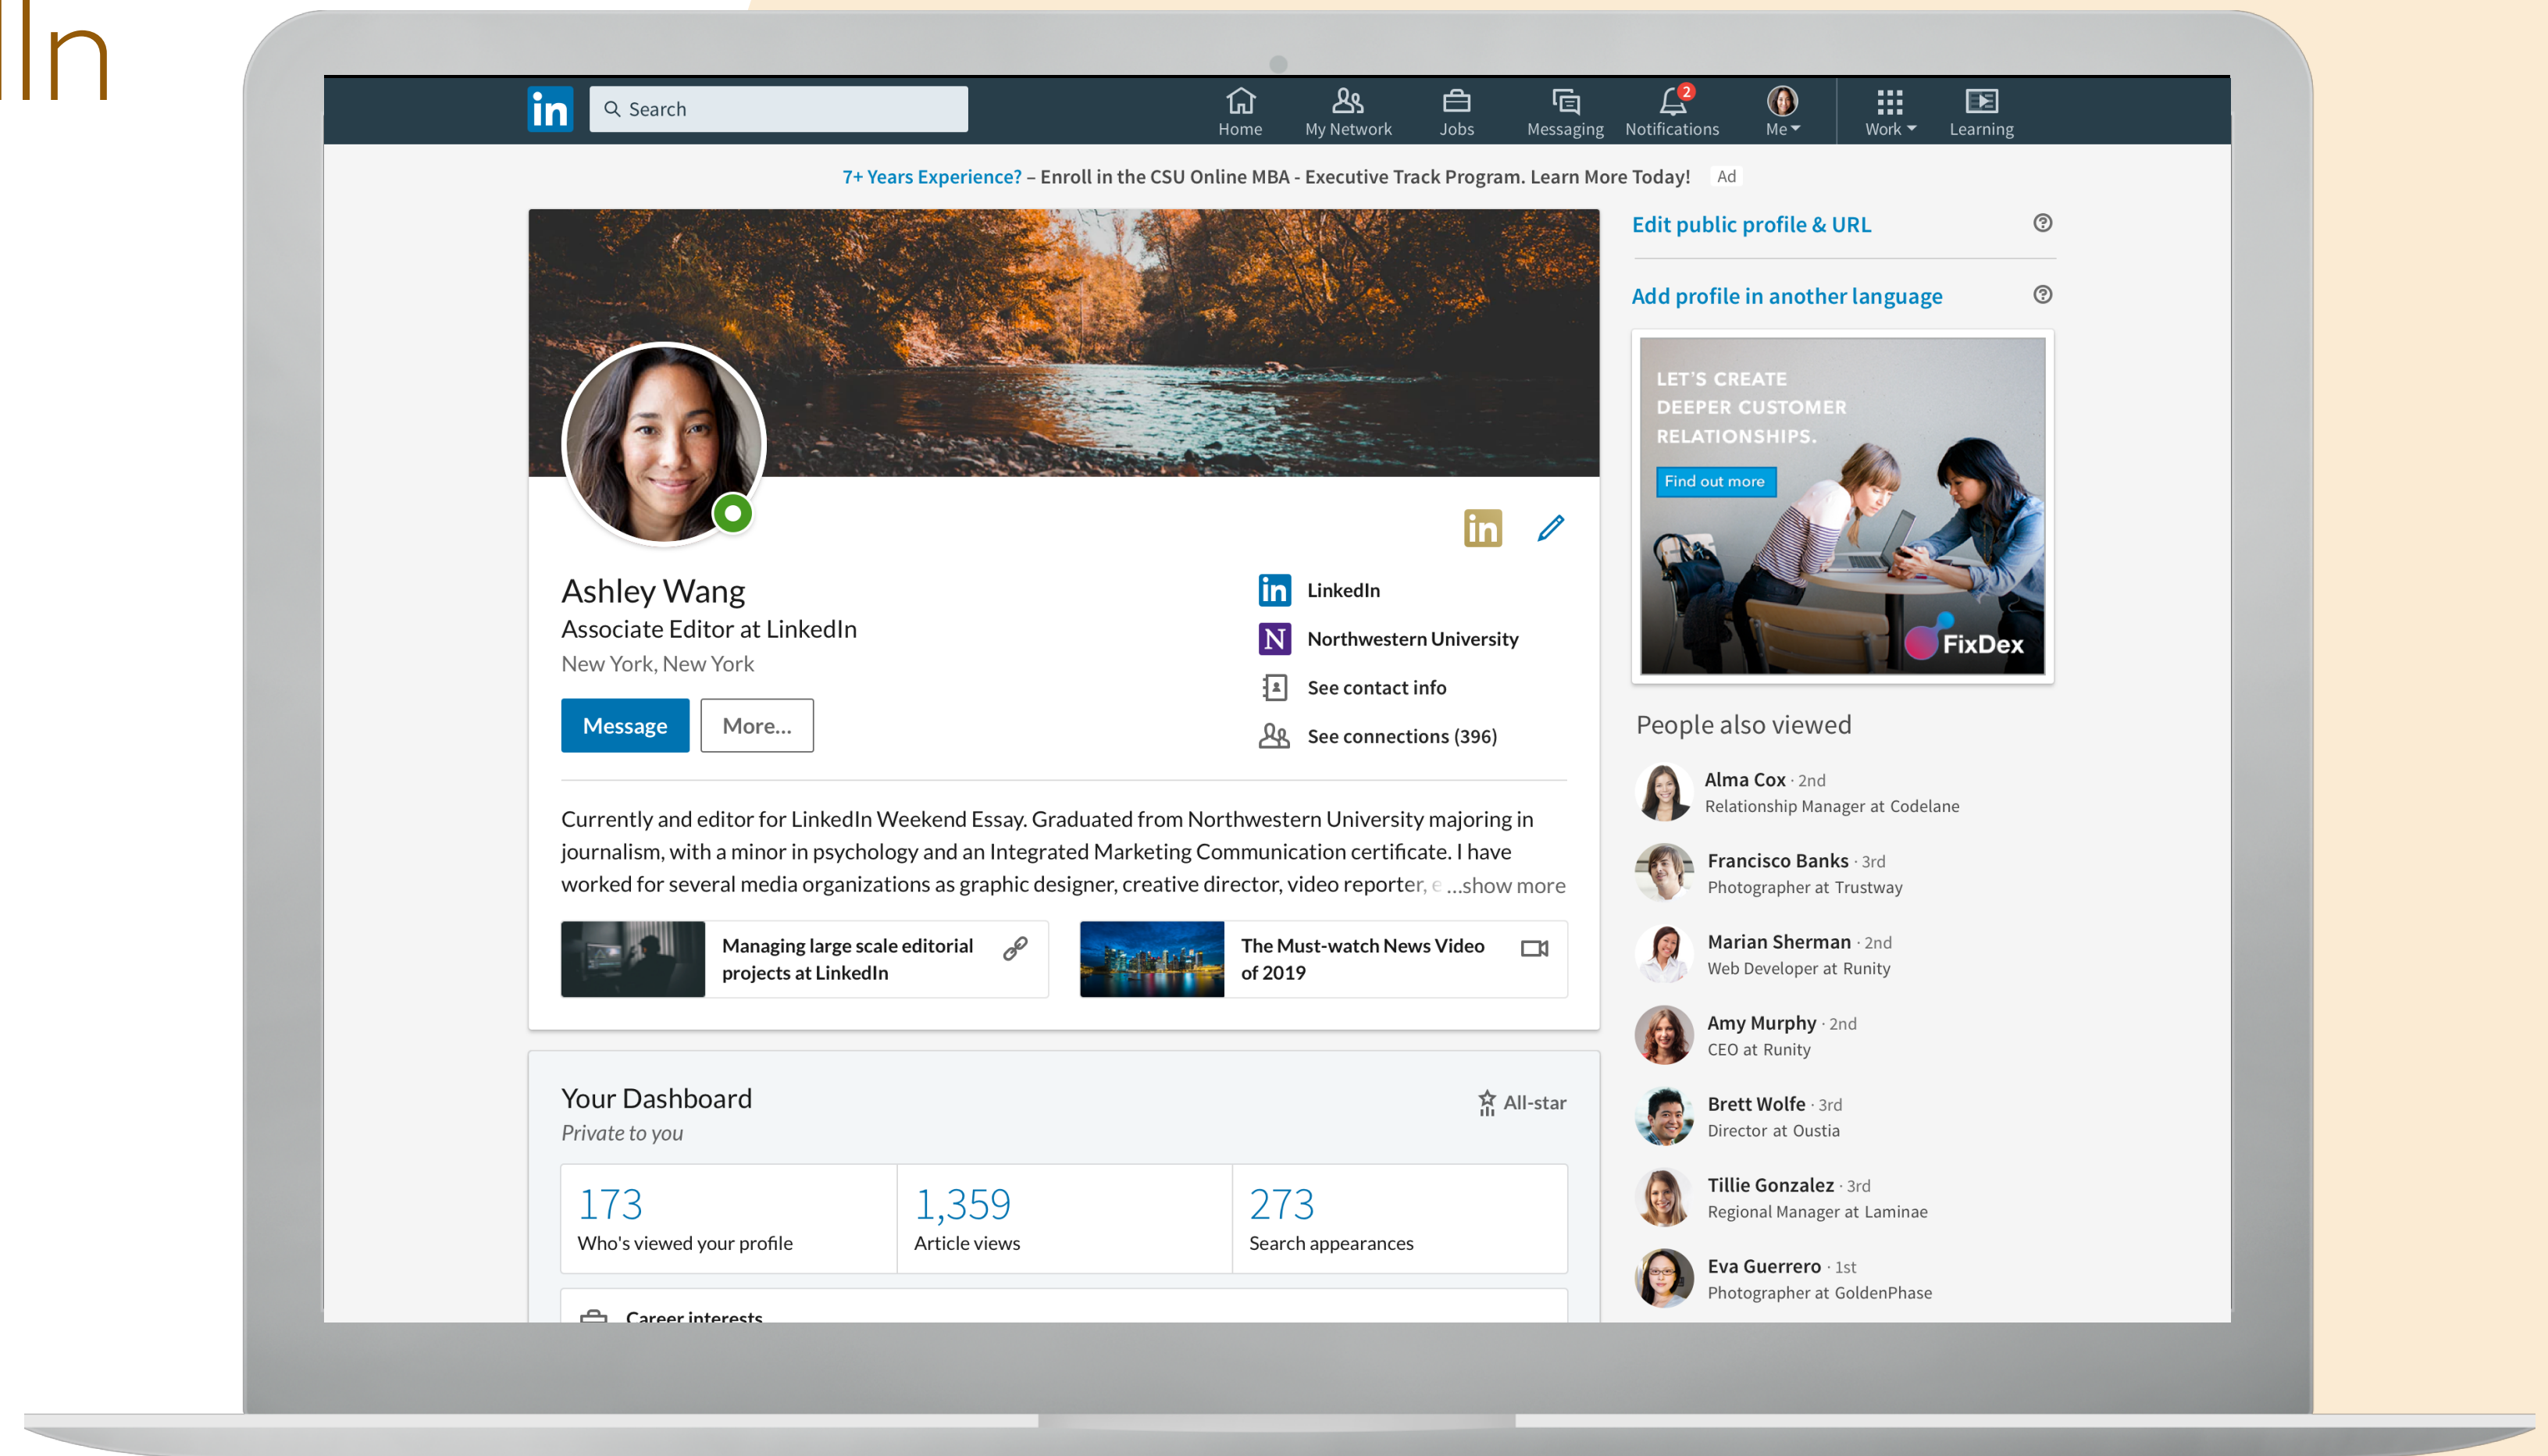 in Search
Home My Network Jobs Messaging 2 Notifications Me Work Learning
7+ Years Experience? – Enroll in the CSU Online MBA - Executive Track Program. Learn More Today! Ad
in
Ashley Wang
Associate Editor at LinkedIn
New York, New York
Message More...
in LinkedIn
N Northwestern University
See contact info
See connections (396)
Currently and editor for LinkedIn Weekend Essay. Graduated from Northwestern University majoring in
journalism, with a minor in psychology and an Integrated Marketing Communication certificate. I have
worked for several media organizations as graphic designer, creative director, video reporter, e ...show more
Managing large scale editorial
projects at LinkedIn
The Must-watch News Video
of 2019
Your Dashboard
Private to you
All-star
173
Who's viewed your profile
1,359
Article views
273
Search appearances
Career interests
Edit public profile & URL
Add profile in another language
LET'S CREATE
DEEPER CUSTOMER
RELATIONSHIPS.
Find out more
FixDex
People also viewed
Alma Cox · 2nd
Relationship Manager at Codelane
Francisco Banks · 3rd
Photographer at Trustway
Marian Sherman · 2nd
Web Developer at Runity
Amy Murphy · 2nd
CEO at Runity
Brett Wolfe · 3rd
Director at Oustia
Tillie Gonzalez · 3rd
Regional Manager at Laminae
Eva Guerrero · 1st
Photographer at GoldenPhase